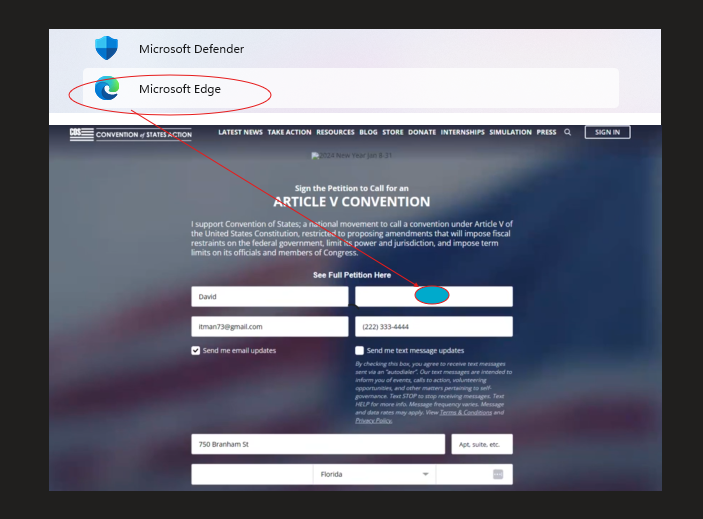 Microsoft Defender
Microsoft Edge
COS CONVENTION of STATES ACTION
LATEST NEWS TAKE ACTION RESOURCES BLOG STORE DONATE INTERNSHIPS SIMULATION PRESS SIGN IN
2024 New Year Jan 8-31
Sign the Petition to Call for an
ARTICLE V CONVENTION
I support Convention of States; a national movement to call a convention under Article V of
the United States Constitution, restricted to proposing amendments that will impose fiscal
restraints on the federal government, limit its power and jurisdiction, and impose term
limits on its officials and members of Congress.
See Full Petition Here
David
itman73@gmail.com (222) 333-4444
Send me email updates Send me text message updates
By checking this box, you agree to receive text messages
sent via an "autodialer". Our text messages are intended to
inform you of events, calls to action, volunteering
opportunities, and other matters pertaining to self-
governance. Text STOP to stop receiving messages. Text
HELP for more info. Message frequency varies. Message
and data rates may apply. View Terms & Conditions and
Privacy Policy.
750 Branham St Apt, suite, etc.
Florida